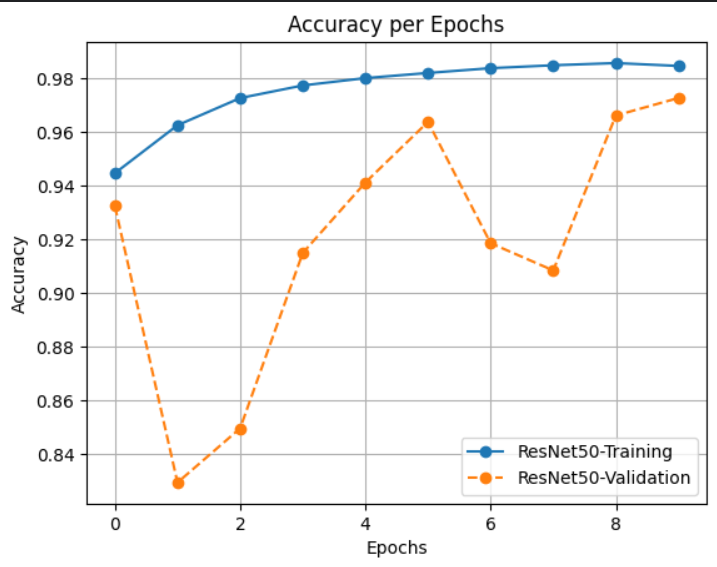 Accuracy per Epochs
0.98
0.96
0.94
0.92
0.90
0.88
0.86
0.84
Accuracy
0 2 4 6 8
Epochs
ResNet50-Training
ResNet50-Validation